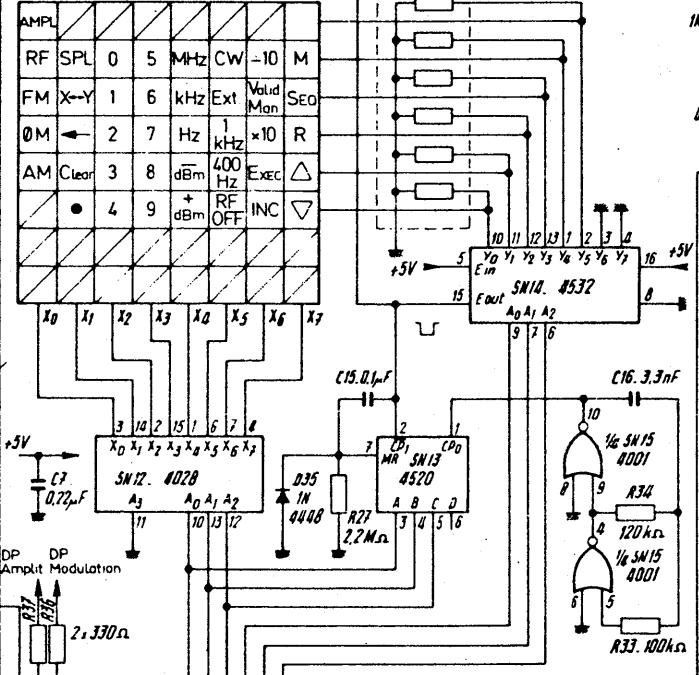 AMPL
RF SPL 0 5 MHz CW ÷10 M
FM X↔Y 1 6 kHz Ext Valid Man SEQ
ØM ← 2 7 Hz 1 kHz ×10 R
AM Clear 3 8 dBm 400 Hz EXEC △
● 4 9 + dBm RF OFF INC ▽
X0 X1 X2 X3 X4 X5 X6 X7
10 11 12 13 1 2 3 4
Y0 Y1 Y2 Y3 Y4 Y5 Y6 Y7
+5V 5 Ein
16 +5V
SN14. 4532
15 Eout
8
A0 A1 A2
9 7 6
C15.0,1µF
C16.3,3nF
3 14 2 15 1 6 7 4
X0 X1 X2 X3 X4 X5 X6 X7
+5V
C7
0,22µF
SN12. 4028
A3 A0 A1 A2
11 10 13 12
2 1
7 MR CP1 CP0
SN13
4520
A B C D
3 4 5 6
D35
1N
4448
R27
2,2MΩ
10
¼ SN15
4001
8 9
R34
120kΩ
4
¼ SN15
4001
6 5
R33.100kΩ
DP DP
Amplit Modulation
R37 R36
2x330Ω